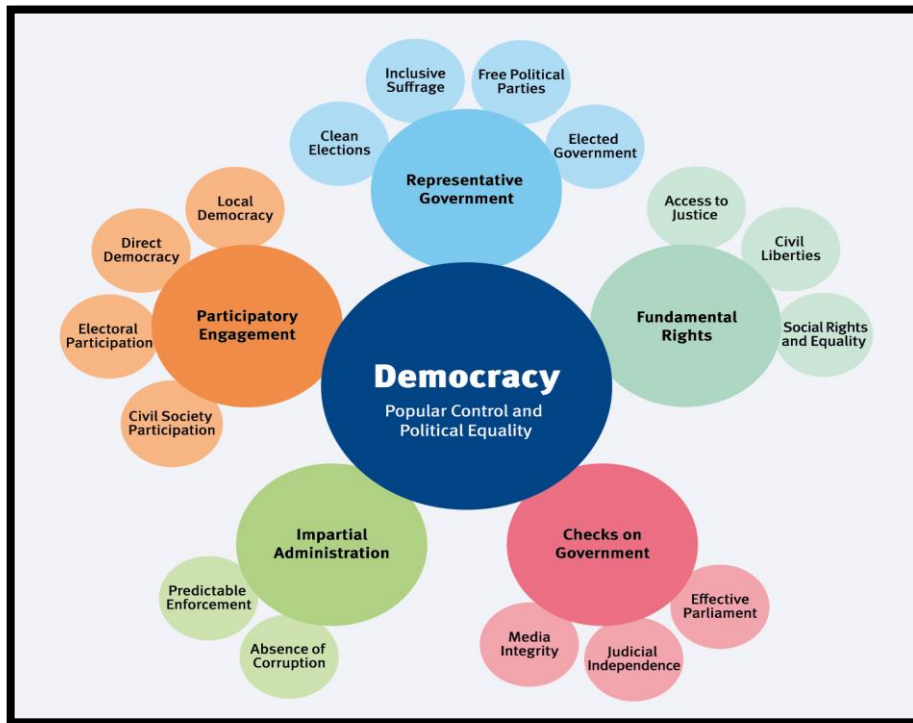 Democracy
Popular Control and
Political Equality
Representative
Government
Clean
Elections
Inclusive
Suffrage
Free Political
Parties
Elected
Government
Fundamental
Rights
Access to
Justice
Civil
Liberties
Social Rights
and Equality
Checks on
Government
Effective
Parliament
Judicial
Independence
Media
Integrity
Impartial
Administration
Absence of
Corruption
Predictable
Enforcement
Participatory
Engagement
Civil Society
Participation
Electoral
Participation
Direct
Democracy
Local
Democracy